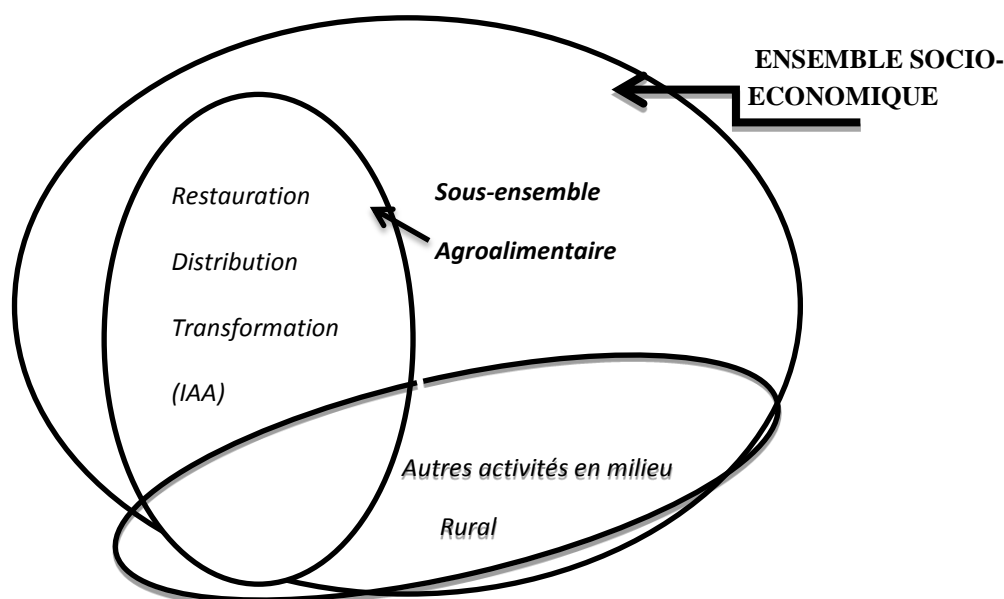 ENSEMBLE SOCIO-
ECONOMIQUE
Restauration
Sous-ensemble
Distribution
Agroalimentaire
Transformation
(IAA)
Autres activités en milieu
Rural